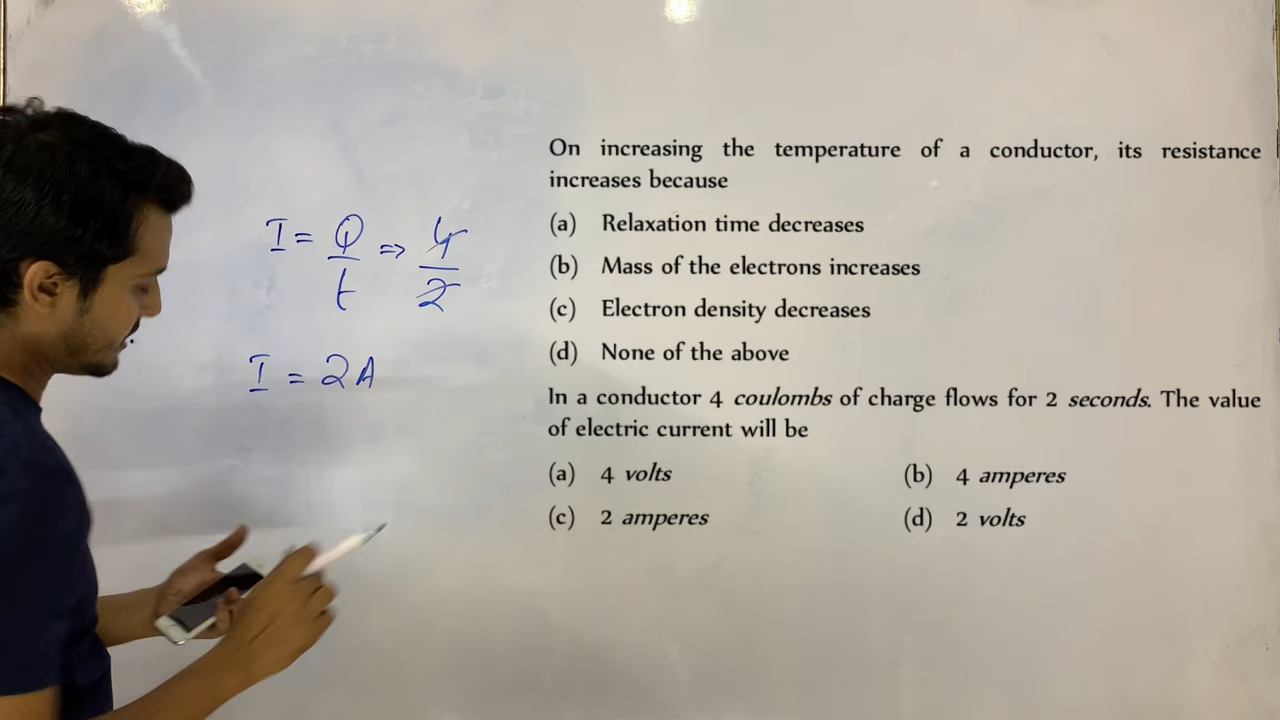 I = Q/t => 4/2
I = 2A
On increasing the temperature of a conductor, its resistance
increases because
(a) Relaxation time decreases
(b) Mass of the electrons increases
(c) Electron density decreases
(d) None of the above
In a conductor 4 coulombs of charge flows for 2 seconds. The value
of electric current will be
(a) 4 volts (b) 4 amperes
(c) 2 amperes (d) 2 volts